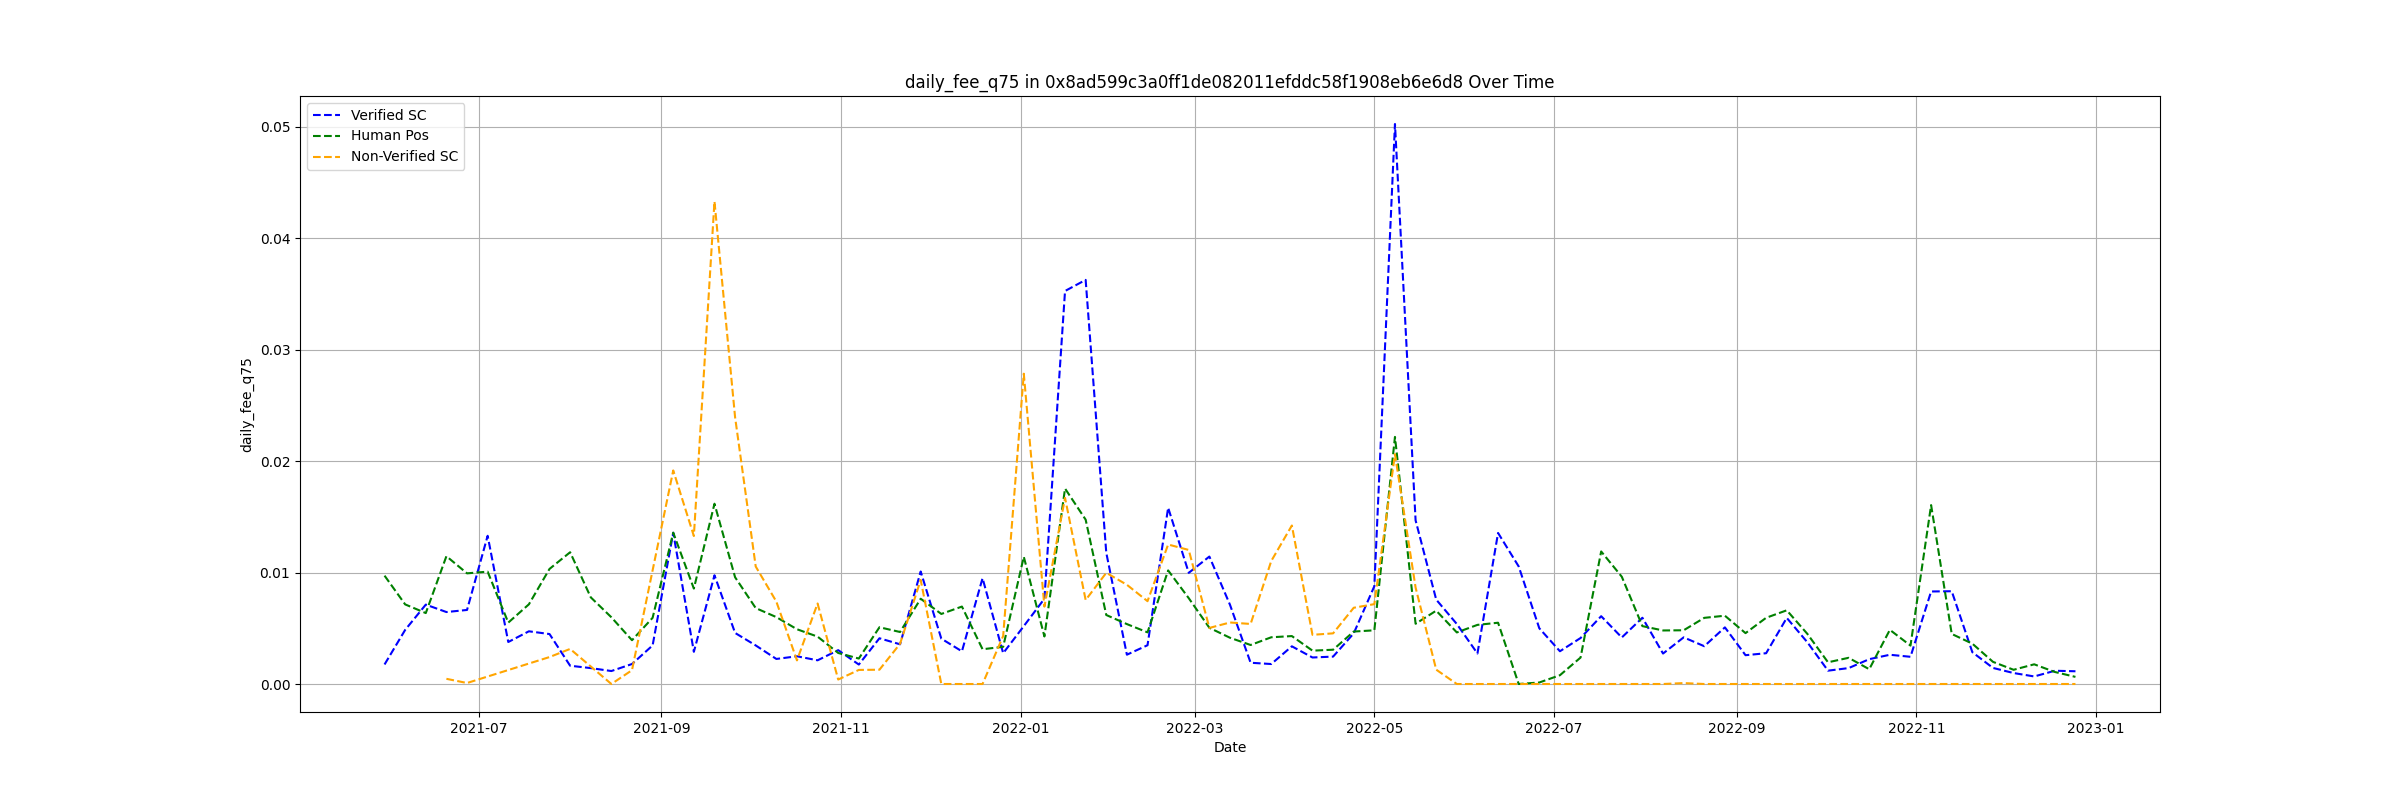 daily_fee_q75 in 0x8ad599c3a0ff1de082011efddc58f1908eb6e6d8 Over Time
Verified SC
Human Pos
Non-Verified SC
0.05
0.04
0.03
0.02
0.01
0.00
daily_fee_q75
2021-07
2021-09
2021-11
2022-01
2022-03
2022-05
2022-07
2022-09
2022-11
2023-01
Date